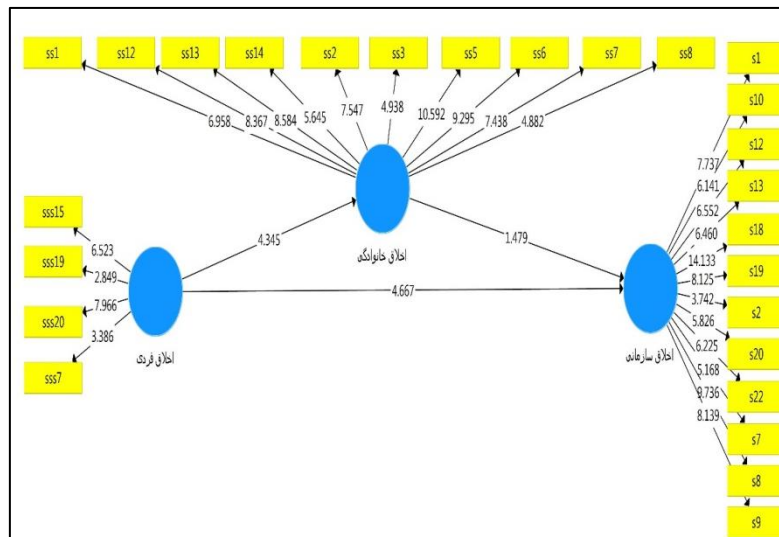 ss1
ss12
ss13
ss14
ss2
ss3
ss5
ss6
ss7
ss8
6.958
8.367
8.584
5.645
7.547
4.938
10.592
9.295
7.438
4.882
اخلاق خانوادگی
sss15
sss19
sss20
sss7
6.523
2.849
7.966
3.386
اخلاق فردی
4.345
1.479
4.667
s1
s10
s12
s13
s18
s19
s2
s20
s22
s7
s8
s9
7.737
6.141
6.552
6.460
14.133
8.125
3.742
5.826
6.225
5.168
9.736
8.139
اخلاق سازمانی